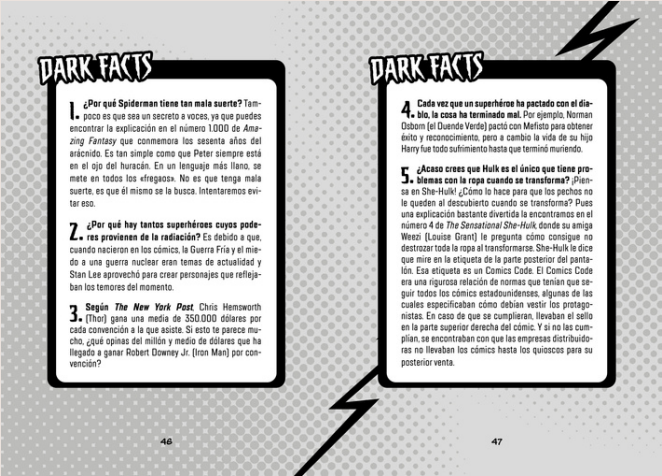 DARK FACTS
1. ¿Por qué Spiderman tiene tan mala suerte? Tam-
poco es que sea un secreto a voces, ya que puedes
encontrar la explicación en el número 1.000 de Ama-
zing Fantasy que conmemora los sesenta años del
arácnido. Es tan simple como que Peter siempre está
en el ojo del huracán. En un lenguaje más llano, se
mete en todos los «fregaos». No es que tenga mala
suerte, es que él mismo se la busca. Intentaremos evi-
tar eso.
2. ¿Por qué hay tantos superhéroes cuyos pode-
res provienen de la radiación? Es debido a que,
cuando nacieron en los cómics, la Guerra Fría y el mie-
do a una guerra nuclear eran temas de actualidad y
Stan Lee aprovechó para crear personajes que refleja-
ban los temores del momento.
3. Según The New York Post, Chris Hemsworth
(Thor) gana una media de 350.000 dólares por
cada convención a la que asiste. Si esto te parece mu-
cho, ¿qué opinas del millón y medio de dólares que ha
llegado a ganar Robert Downey Jr. (Iron Man) por con-
vención?
46
DARK FACTS
4. Cada vez que un superhéroe ha pactado con el dia-
blo, la cosa ha terminado mal. Por ejemplo, Norman
Osborn (el Duende Verde) pactó con Mefisto para obtener
éxito y reconocimiento, pero a cambio la vida de su hijo
Harry fue todo sufrimiento hasta que terminó muriendo.
5. ¿Acaso crees que Hulk es el único que tiene pro-
blemas con la ropa cuando se transforma? ¡Pien-
sa en She-Hulk! ¿Cómo lo hace para que los pechos no
le queden al descubierto cuando se transforma? Pues
una explicación bastante divertida la encontramos en el
número 4 de The Sensational She-Hulk, donde su amiga
Weezi (Louise Grant) le pregunta cómo consigue no
destrozar toda la ropa al transformarse. She-Hulk le dice
que mire en la etiqueta de la parte posterior del panta-
lón. Esa etiqueta es un Comics Code. El Comics Code
era una rigurosa relación de normas que tenían que se-
guir todos los cómics estadounidenses, algunas de las
cuales especificaban cómo debían vestir los protago-
nistas. En caso de que se cumplieran, llevaban el sello
en la parte superior derecha del cómic. Y si no las cum-
plían, se encontraban con que las empresas distribuido-
ras no llevaban los cómics hasta los quioscos para su
posterior venta.
47